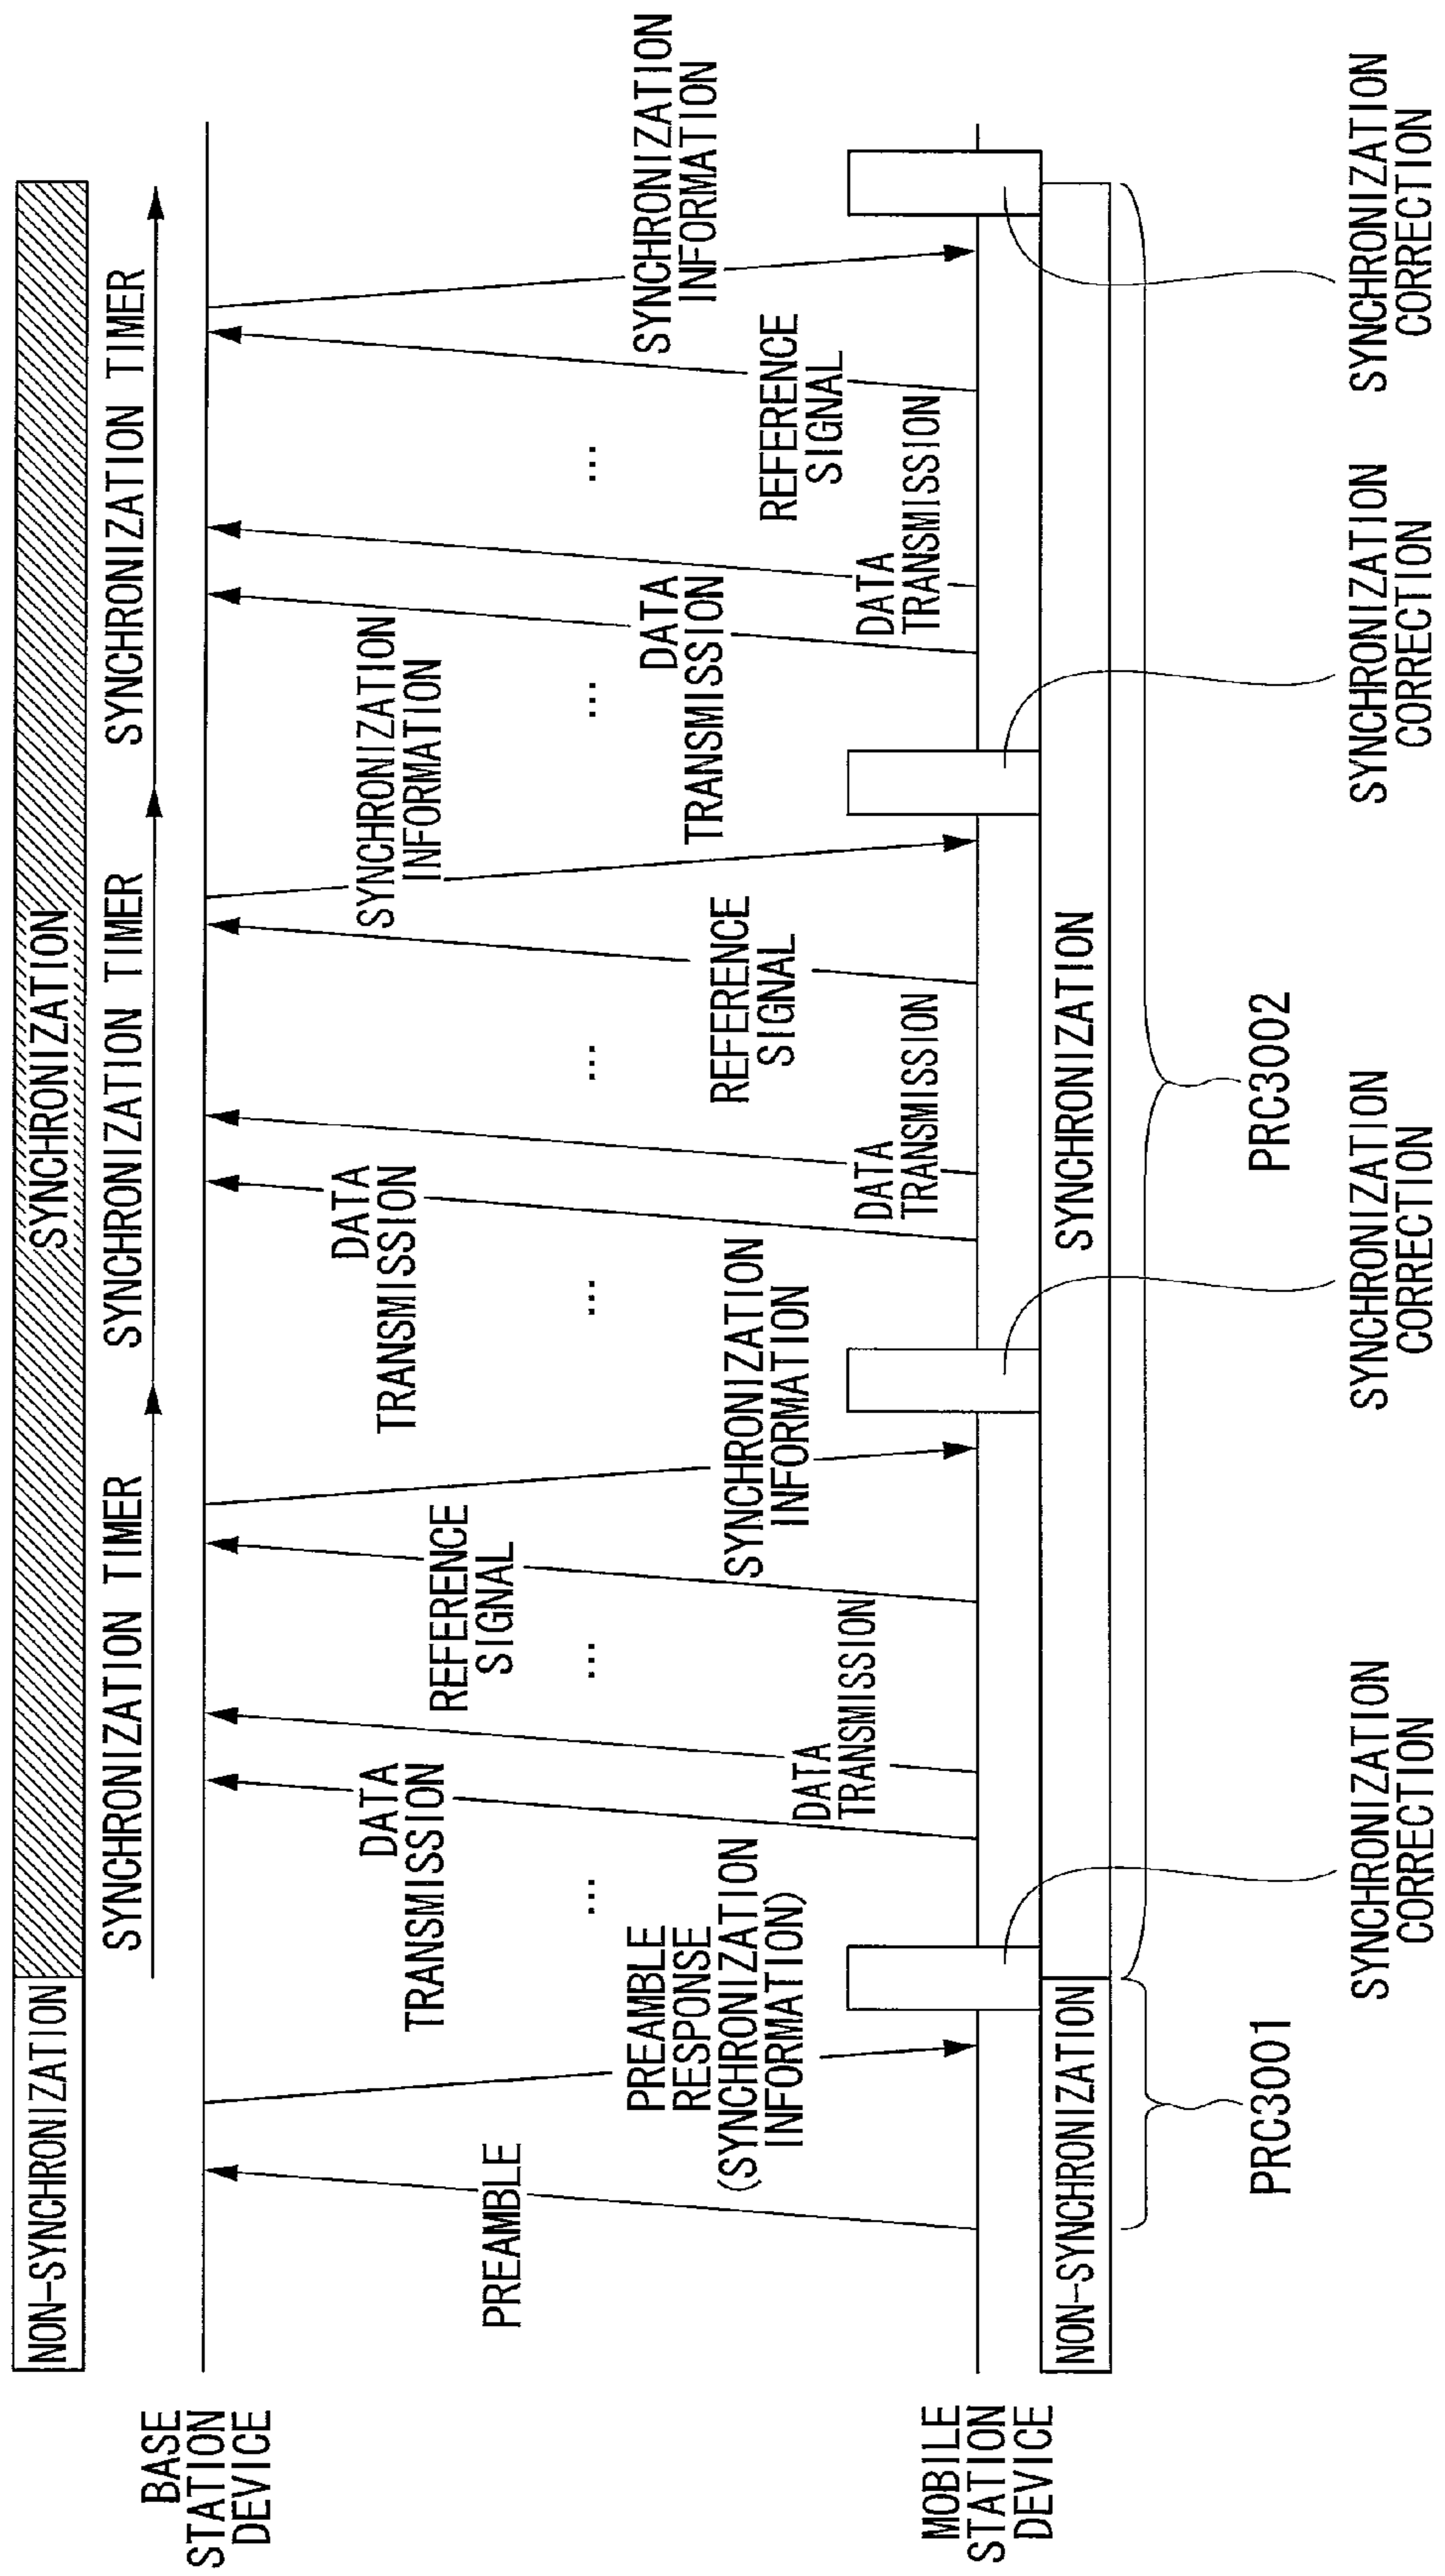 NON-SYNCHRONIZATION
SYNCHRONIZATION
SYNCHRONIZATION TIMER
SYNCHRONIZATION TIMER
SYNCHRONIZATION TIMER
BASE
STATION
DEVICE
PREAMBLE
PREAMBLE
RESPONSE
(SYNCHRONIZATION
INFORMATION)
...
DATA
TRANSMISSION
DATA
TRANSMISSION
...
REFERENCE
SIGNAL
SYNCHRONIZATION
INFORMATION
...
DATA
TRANSMISSION
DATA
TRANSMISSION
...
REFERENCE
SIGNAL
SYNCHRONIZATION
INFORMATION
...
DATA
TRANSMISSION
DATA
TRANSMISSION
...
REFERENCE
SIGNAL
SYNCHRONIZATION
INFORMATION
MOBILE
STATION
DEVICE
NON-SYNCHRONIZATION
SYNCHRONIZATION
PRC3001
PRC3002
SYNCHRONIZATION
CORRECTION
SYNCHRONIZATION
CORRECTION
SYNCHRONIZATION
CORRECTION
SYNCHRONIZATION
CORRECTION